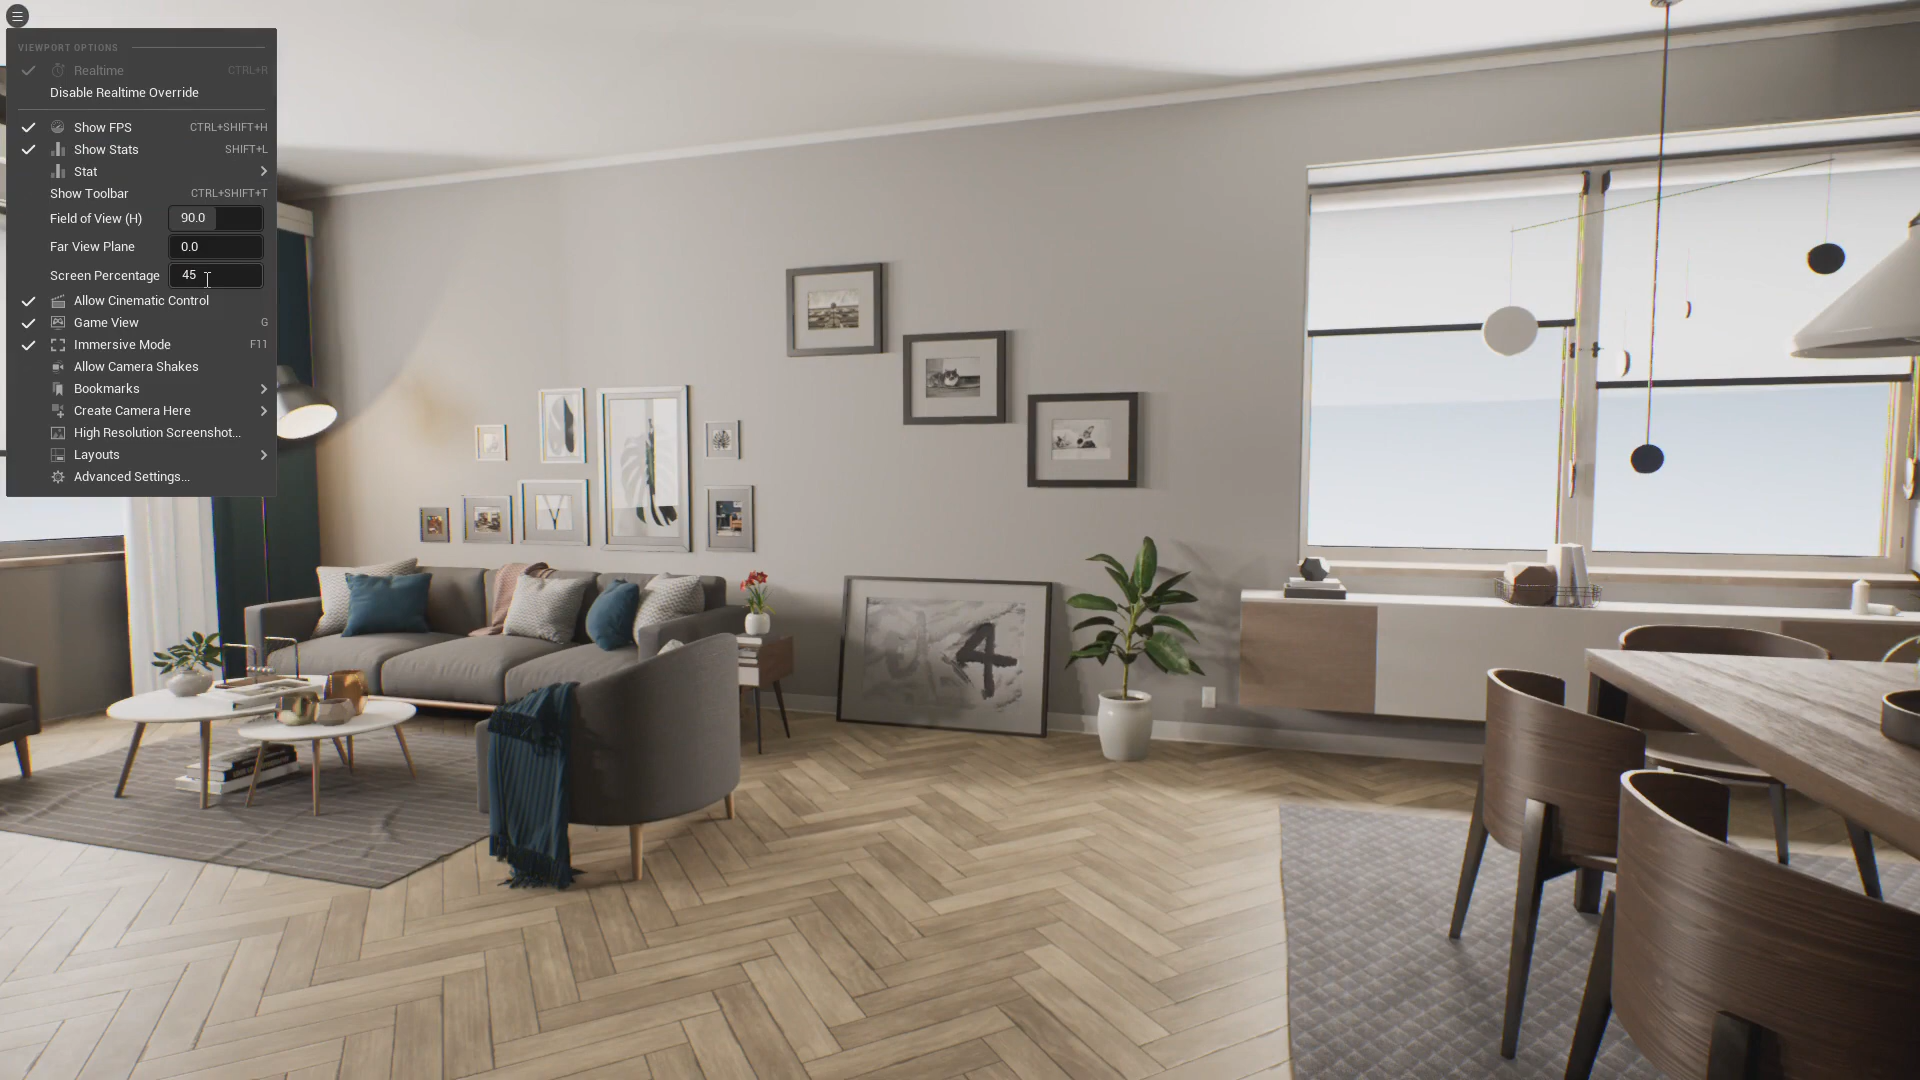 VIEWPORT OPTIONS
Realtime CTRL+R
Disable Realtime Override
Show FPS CTRL+SHIFT+H
Show Stats SHIFT+L
Stat
Show Toolbar CTRL+SHIFT+T
Field of View (H) 90.0
Far View Plane 0.0
Screen Percentage 45
Allow Cinematic Control
Game View G
Immersive Mode F11
Allow Camera Shakes
Bookmarks
Create Camera Here
High Resolution Screenshot...
Layouts
Advanced Settings...
4